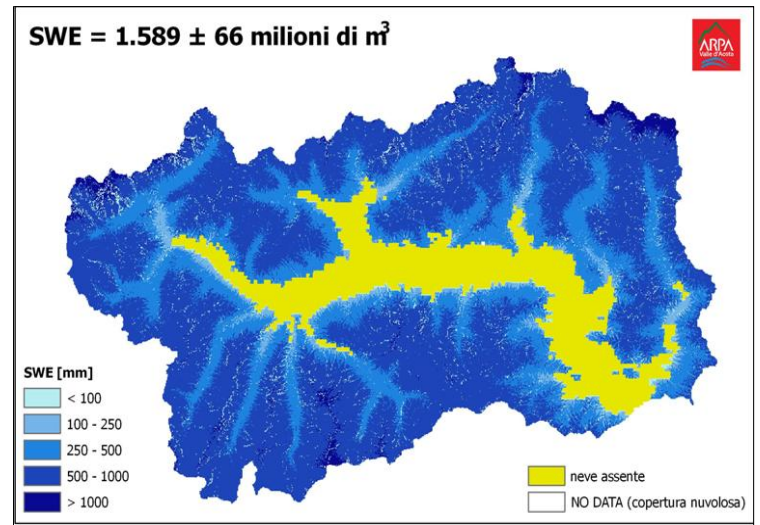 SWE = 1.589 ± 66 milioni di m³
ARPA
Valle d'Aosta
SWE [mm]
< 100
100 - 250
250 - 500
500 - 1000
> 1000
neve assente
NO DATA (copertura nuvolosa)